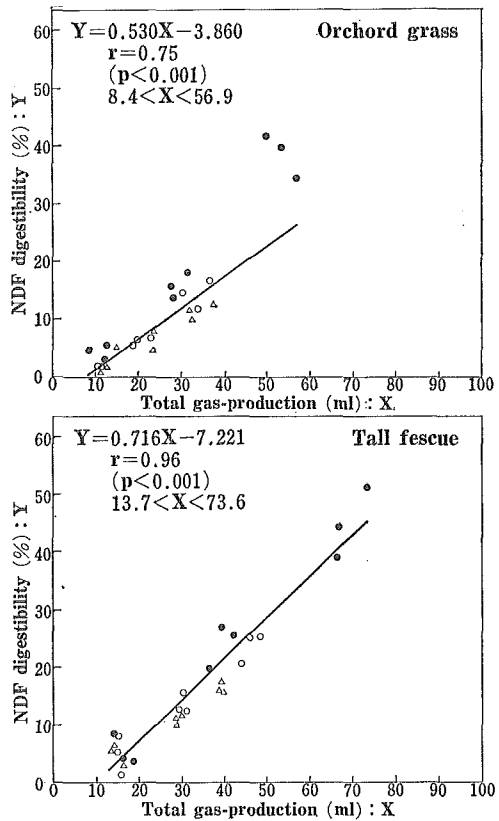 Y=0.530X−3.860 Orchord grass
r=0.75
(p<0.001)
8.4<X<56.9
NDF digestibility (%) : Y
60
50
40
30
20
10
0
0 10 20 30 40 50 60 70 80 90 100
Total gas-production (ml) : X
Y=0.716X−7.221 Tall fescue
r=0.96
(p<0.001)
13.7<X<73.6
NDF digestibility (%) : Y
60
50
40
30
20
10
0
0 10 20 30 40 50 60 70 80 90 100
Total gas-production (ml) : X